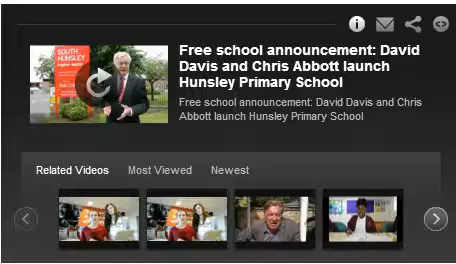 Free school announcement: David
Davis and Chris Abbott launch
Hunsley Primary School
Free school announcement: David Davis and Chris
Abbott launch Hunsley Primary School
SOUTH
HUNSLEY
Related Videos
Most Viewed
Newest